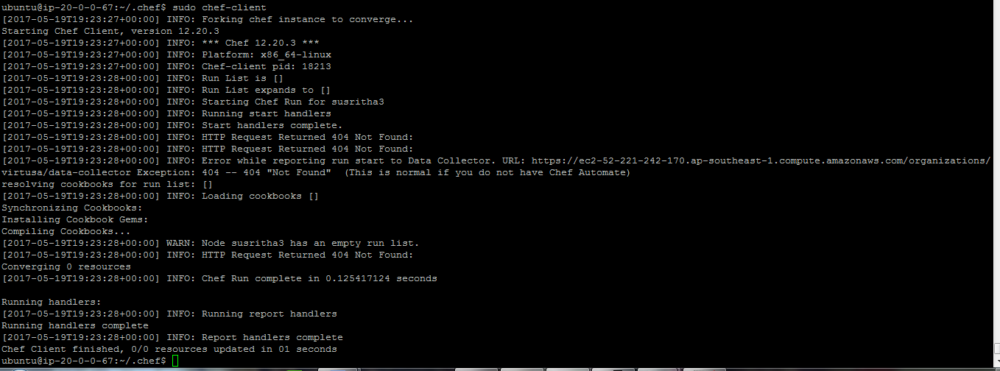 ubuntu@ip-20-0-0-67:~/.chef$ sudo chef-client
[2017-05-19T19:23:27+00:00] INFO: Forking chef instance to converge...
Starting Chef Client, version 12.20.3
[2017-05-19T19:23:27+00:00] INFO: *** Chef 12.20.3 ***
[2017-05-19T19:23:27+00:00] INFO: Platform: x86_64-linux
[2017-05-19T19:23:27+00:00] INFO: Chef-client pid: 18213
[2017-05-19T19:23:28+00:00] INFO: Run List is []
[2017-05-19T19:23:28+00:00] INFO: Run List expands to []
[2017-05-19T19:23:28+00:00] INFO: Starting Chef Run for susritha3
[2017-05-19T19:23:28+00:00] INFO: Running start handlers
[2017-05-19T19:23:28+00:00] INFO: Start handlers complete.
[2017-05-19T19:23:28+00:00] INFO: HTTP Request Returned 404 Not Found:
[2017-05-19T19:23:28+00:00] INFO: HTTP Request Returned 404 Not Found:
[2017-05-19T19:23:28+00:00] INFO: Error while reporting run start to Data Collector. URL: https://ec2-52-221-242-170.ap-southeast-1.compute.amazonaws.com/organizations/
virtusa/data-collector Exception: 404 -- 404 "Not Found"  (This is normal if you do not have Chef Automate)
resolving cookbooks for run list: []
[2017-05-19T19:23:28+00:00] INFO: Loading cookbooks []
Synchronizing Cookbooks:
Installing Cookbook Gems:
Compiling Cookbooks...
[2017-05-19T19:23:28+00:00] WARN: Node susritha3 has an empty run list.
[2017-05-19T19:23:28+00:00] INFO: HTTP Request Returned 404 Not Found:
Converging 0 resources
[2017-05-19T19:23:28+00:00] INFO: Chef Run complete in 0.125417124 seconds
Running handlers:
[2017-05-19T19:23:28+00:00] INFO: Running report handlers
Running handlers complete
[2017-05-19T19:23:28+00:00] INFO: Report handlers complete
Chef Client finished, 0/0 resources updated in 01 seconds
ubuntu@ip-20-0-0-67:~/.chef$